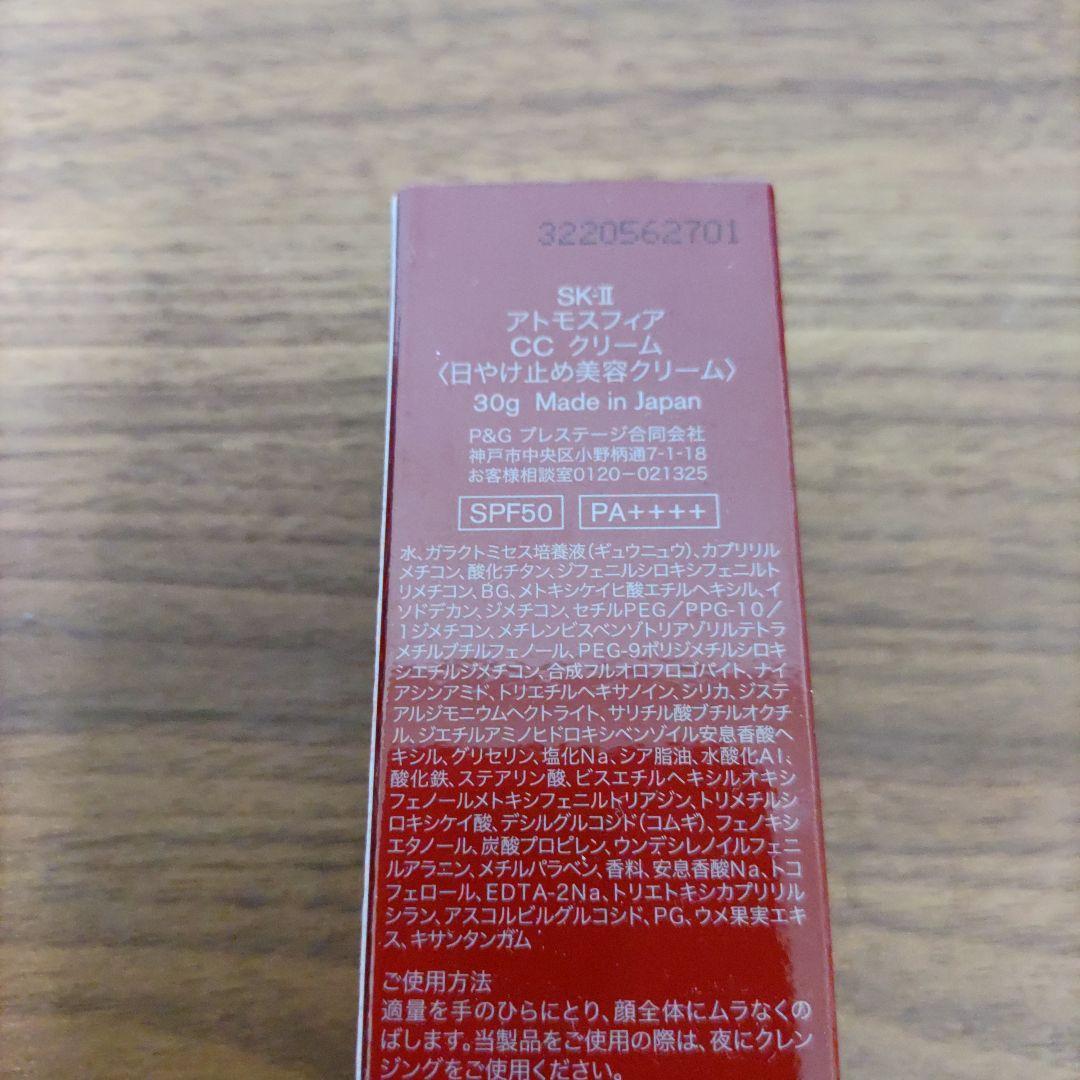 3220562701
SK-II
アトモスフィア
CC クリーム
〈日やけ止め美容クリーム〉
30g Made in Japan
P&G プレステージ合同会社
神戸市中央区小野柄通7-1-18
お客様相談室0120-021325
SPF50 PA++++
水、ガラクトミセス培養液(ギュウニュウ)、カプリリル
メチコン、酸化チタン、ジフェニルシロキシフェニルト
リメチコン、BG、メトキシケイヒ酸エチルヘキシル、イ
ソドデカン、ジメチコン、セチルPEG/PPG-10/
1ジメチコン、メチレンビスベンゾトリアゾリルテトラ
メチルブチルフェノール、PEG-9ポリジメチルシロキ
シエチルジメチコン、合成フルオロフロゴパイト、ナイ
アシンアミド、トリエチルヘキサノイン、シリカ、ジステ
アルジモニウムヘクトライト、サリチル酸ブチルオクチ
ル、ジエチルアミノヒドロキシベンゾイル安息香酸ヘ
キシル、グリセリン、塩化Na、シア脂油、水酸化Al、
酸化鉄、ステアリン酸、ビスエチルヘキシルオキシ
フェノールメトキシフェニルトリアジン、トリメチルシ
ロキシケイ酸、デシルグルコシド(コムギ)、フェノキシ
エタノール、炭酸プロピレン、ウンデシレノイルフェニ
ルアラニン、メチルパラベン、香料、安息香酸Na、トコ
フェロール、EDTA-2Na、トリエトキシカプリリル
シラン、アスコルビルグルコシド、PG、ウメ果実エキ
ス、キサンタンガム
ご使用方法
適量を手のひらにとり、顔全体にムラなくの
ばします。当製品をご使用の際は、夜にクレン
ジングをご使用ください。